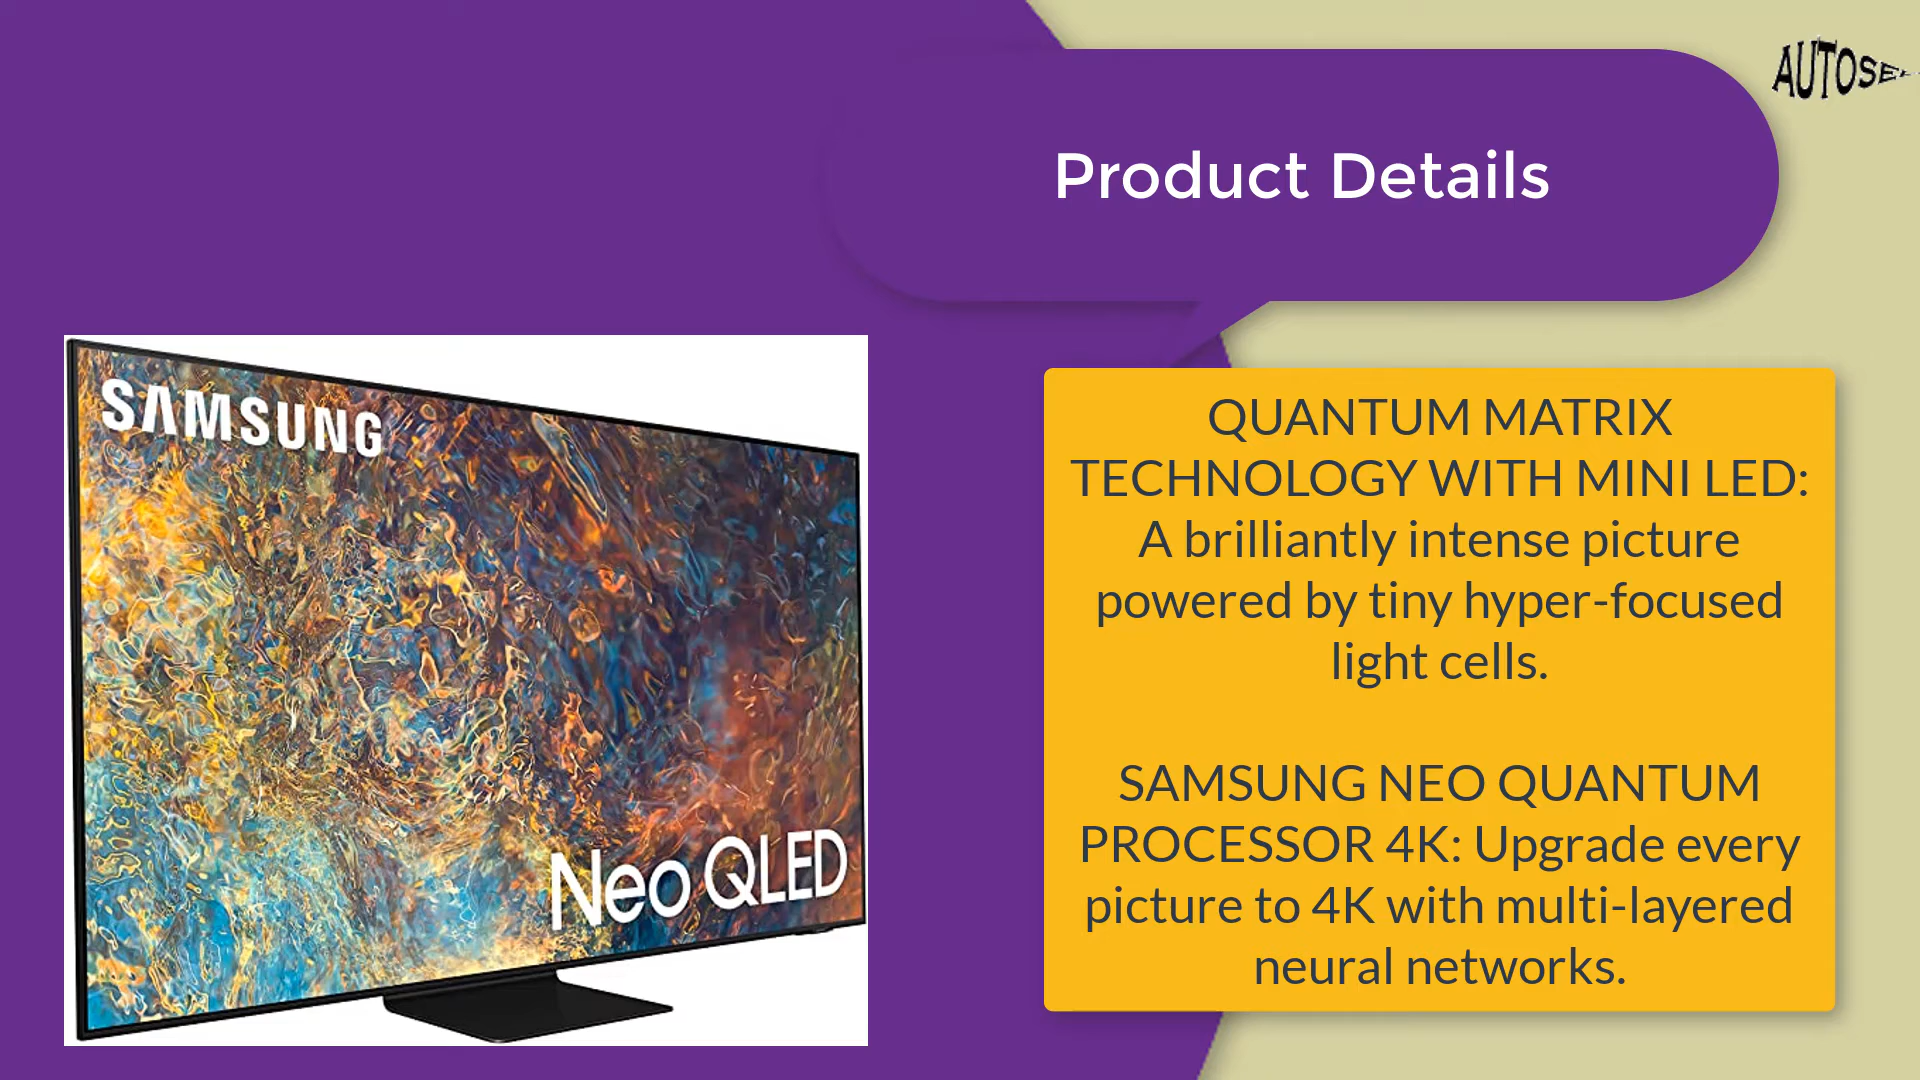 AUTOSE
Product Details
SAMSUNG
Neo QLED
QUANTUM MATRIX
TECHNOLOGY WITH MINI LED:
A brilliantly intense picture
powered by tiny hyper-focused
light cells.
SAMSUNG NEO QUANTUM
PROCESSOR 4K: Upgrade every
picture to 4K with multi-layered
neural networks.